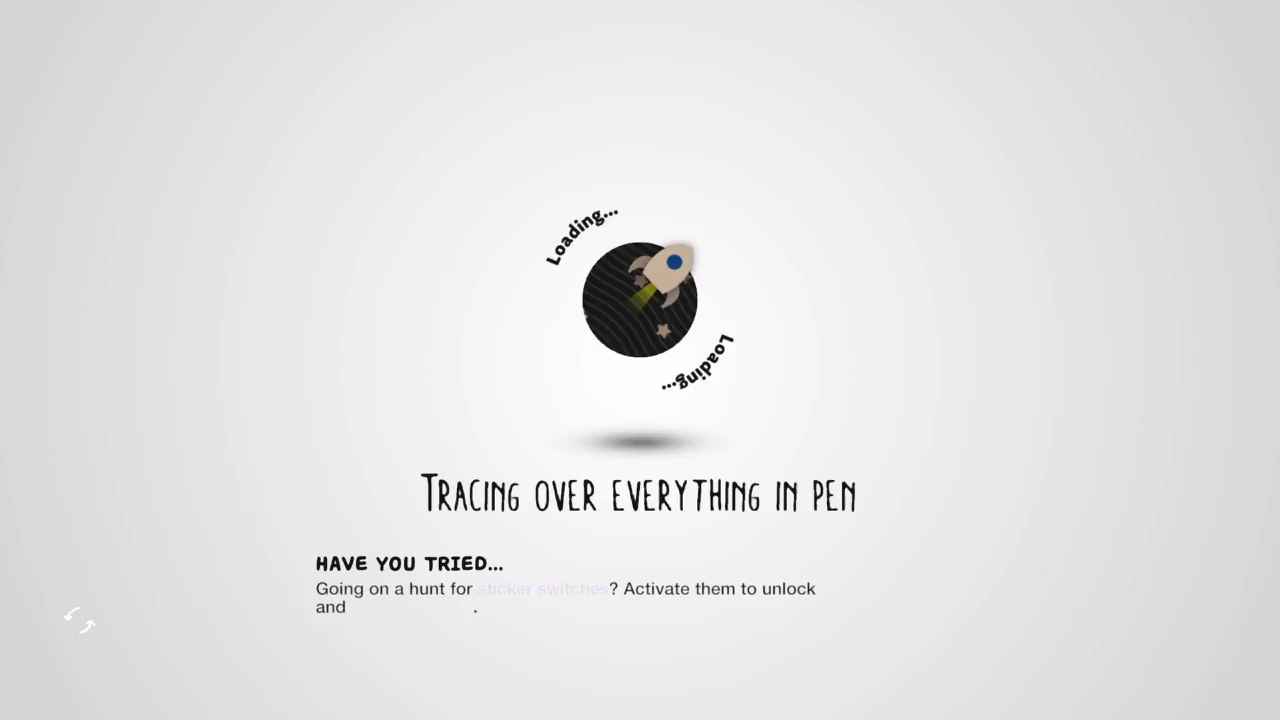 Loading...
Loading...
Tracing over everything in pen
HAVE YOU TRIED...
Going on a hunt for sticker switches? Activate them to unlock
and .